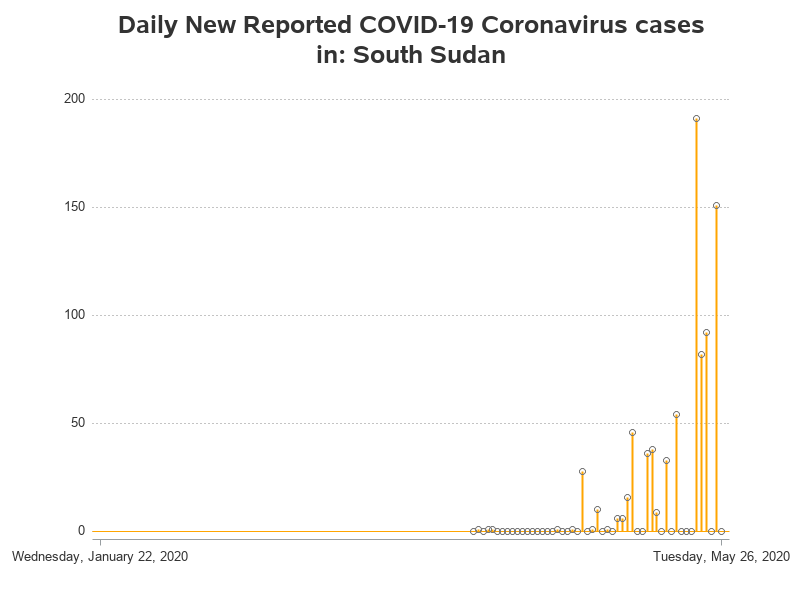 Daily New Reported COVID-19 Coronavirus cases
in: South Sudan
200
150
100
50
0
Wednesday, January 22, 2020
Tuesday, May 26, 2020